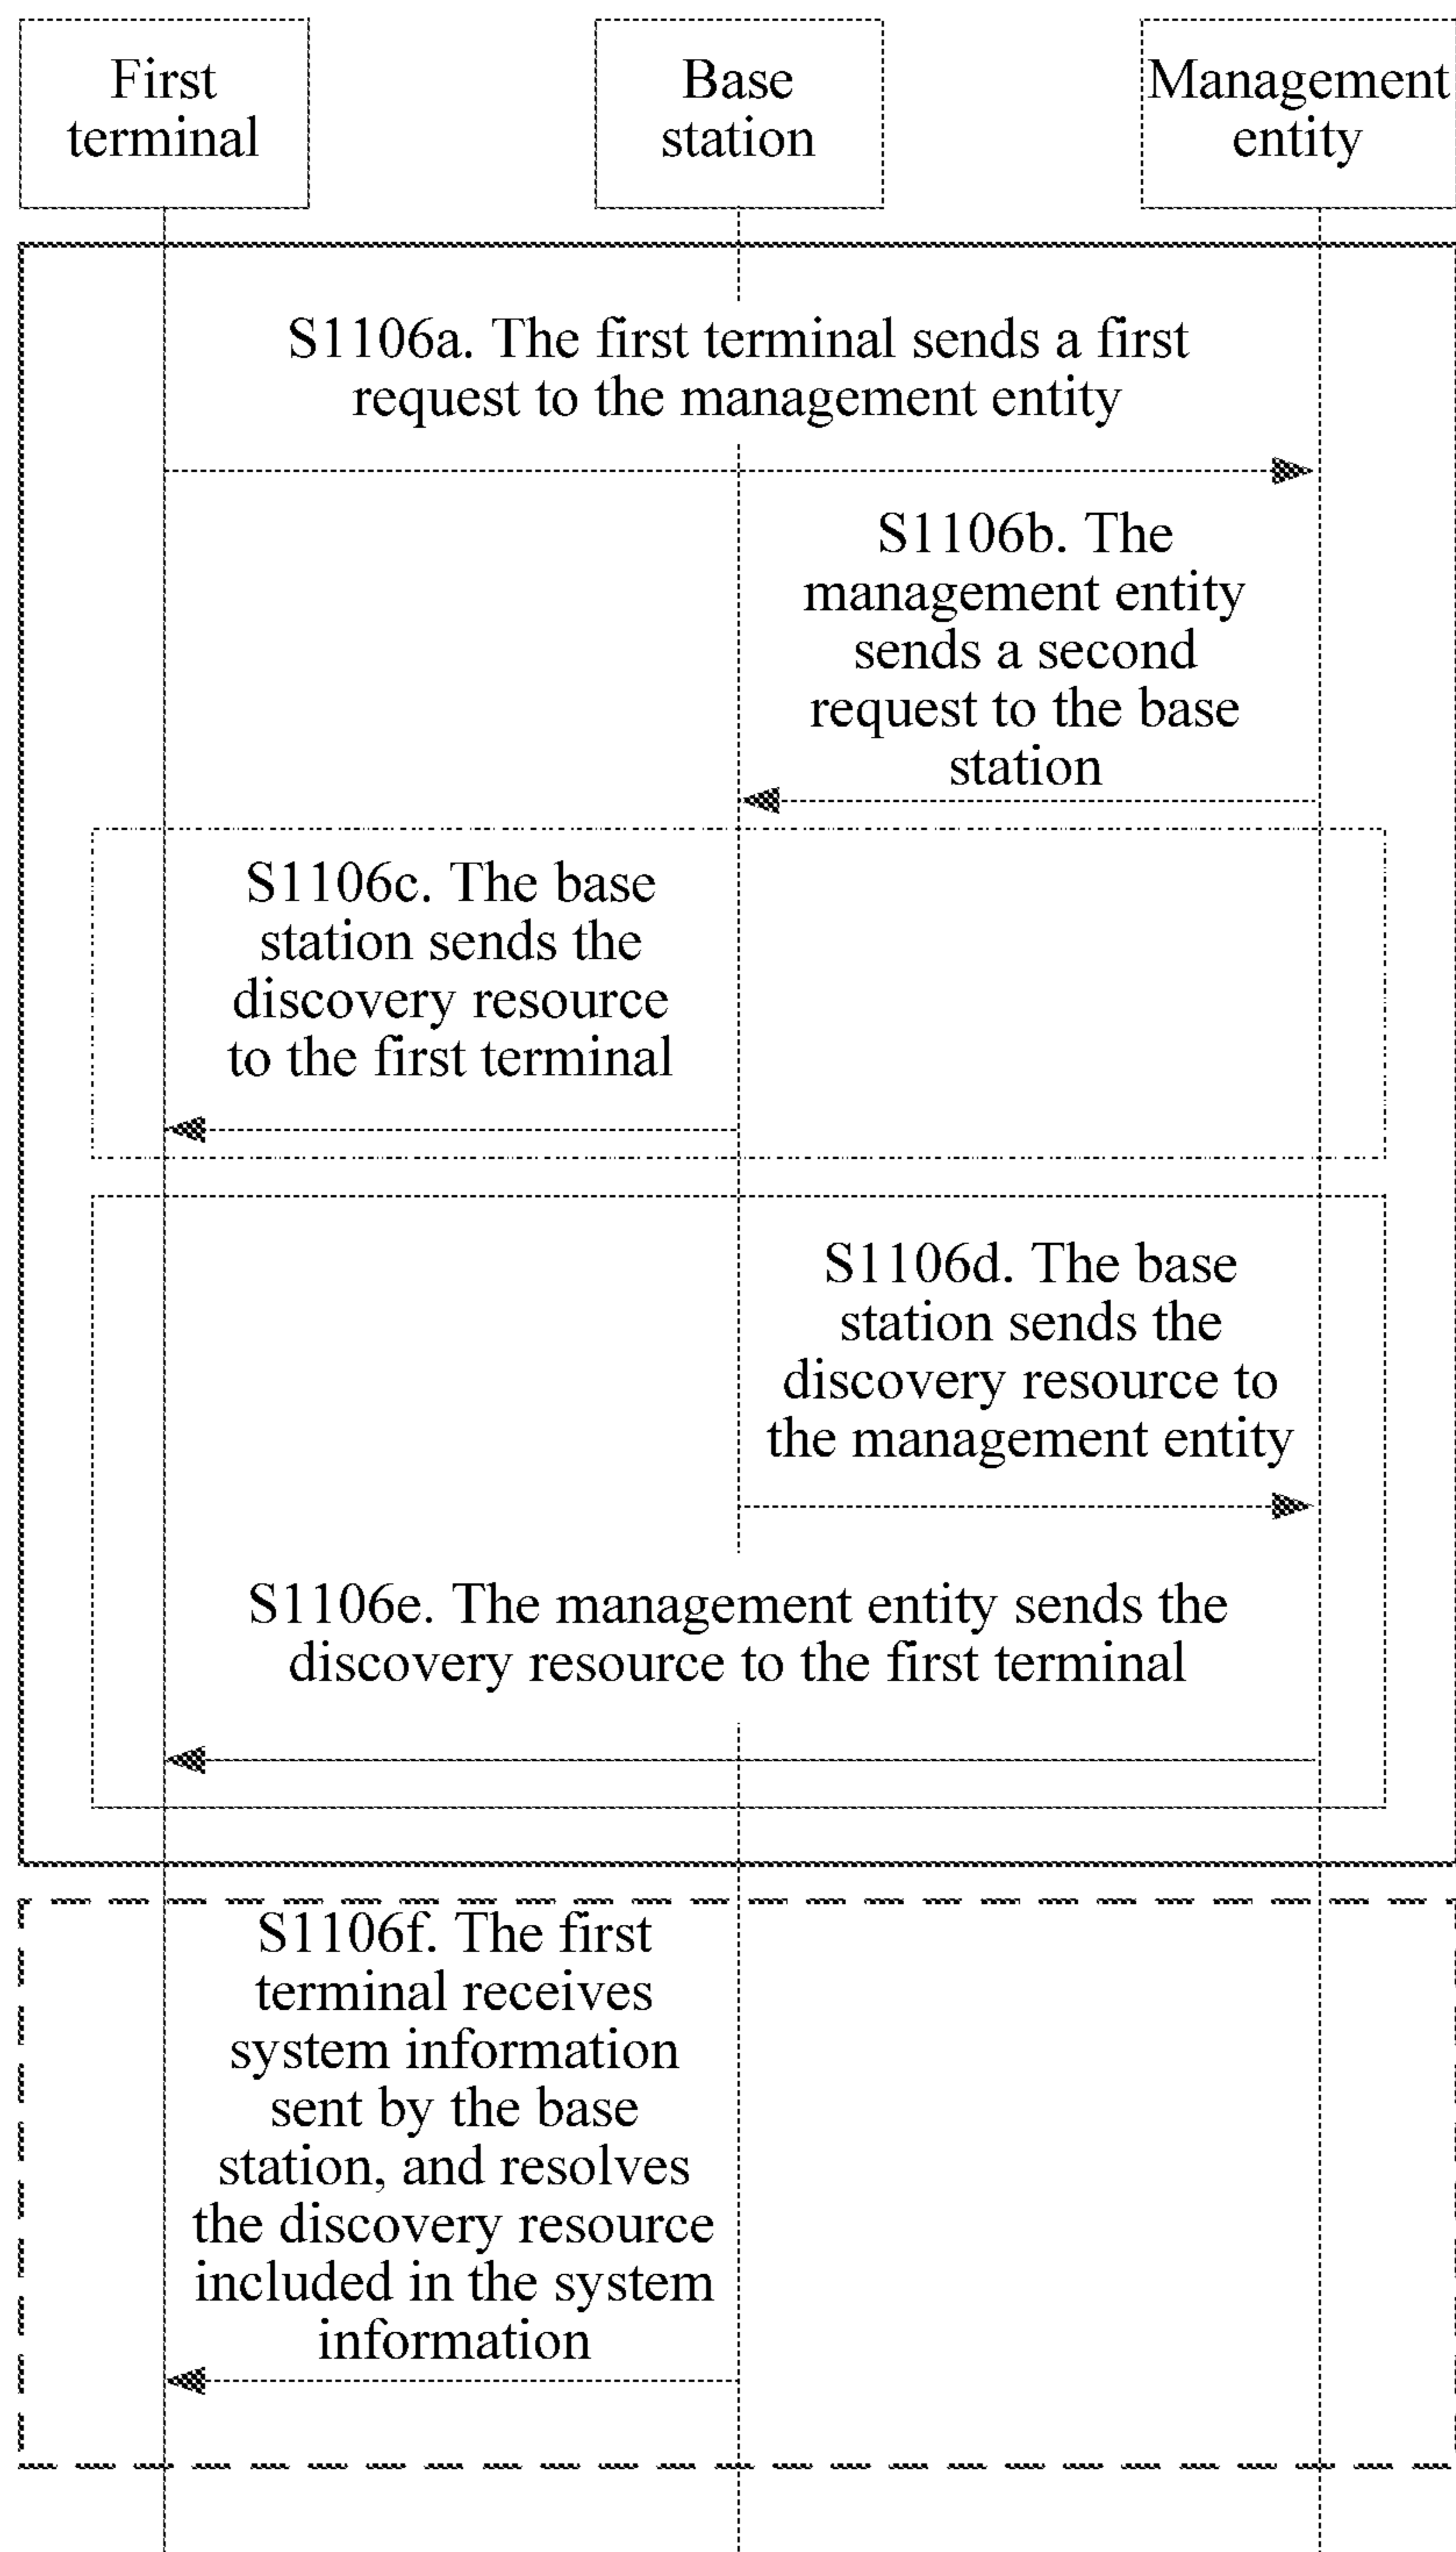 First
terminal
Base
station
Management
entity
S1106a. The first terminal sends a first
request to the management entity
S1106b. The
management entity
sends a second
request to the base
station
S1106c. The base
station sends the
discovery resource
to the first terminal
S1106d. The base
station sends the
discovery resource to
the management entity
S1106e. The management entity sends the
discovery resource to the first terminal
S1106f. The first
terminal receives
system information
sent by the base
station, and resolves
the discovery resource
included in the system
information